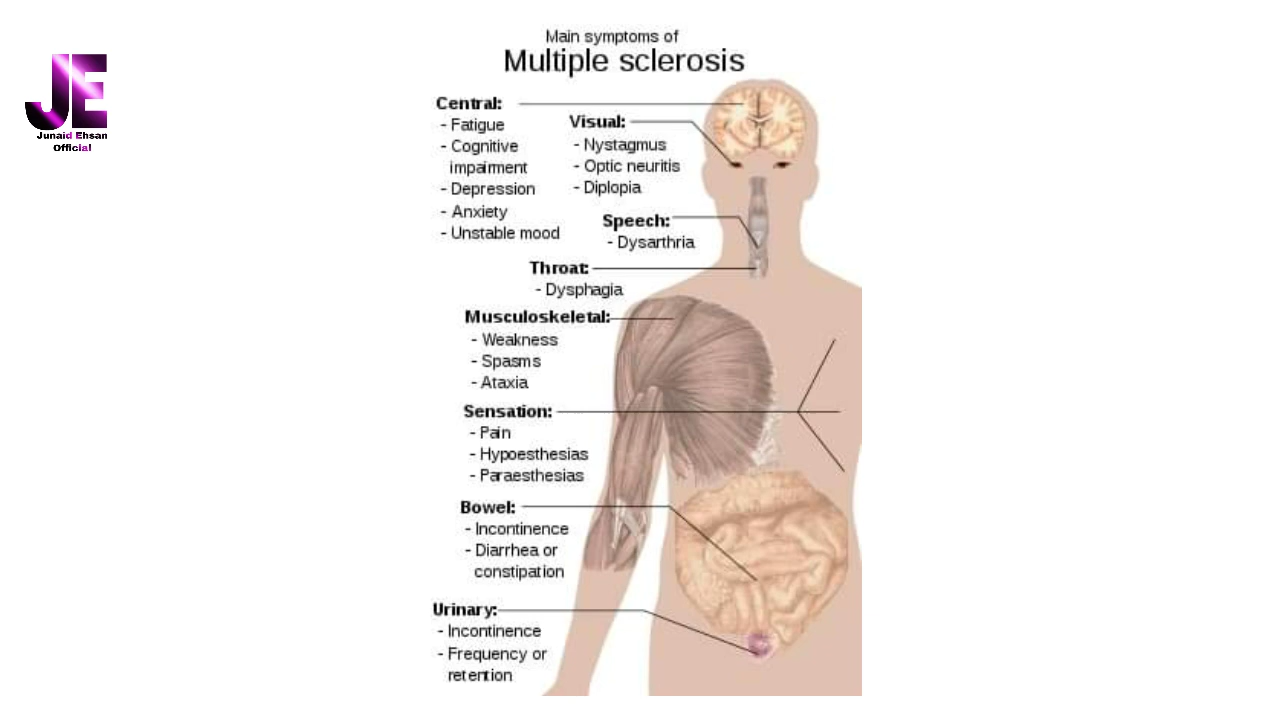 JE
Junaid Ehsan
Official
Main symptoms of
Multiple sclerosis
Central:
- Fatigue
- Cognitive
impairment
- Depression
- Anxiety
- Unstable mood
Visual:
- Nystagmus
- Optic neuritis
- Diplopia
Speech:
- Dysarthria
Throat:
- Dysphagia
Musculoskeletal:
- Weakness
- Spasms
- Ataxia
Sensation:
- Pain
- Hypoesthesias
- Paraesthesias
Bowel:
- Incontinence
- Diarrhea or
constipation
Urinary:
- Incontinence
- Frequency or
retention